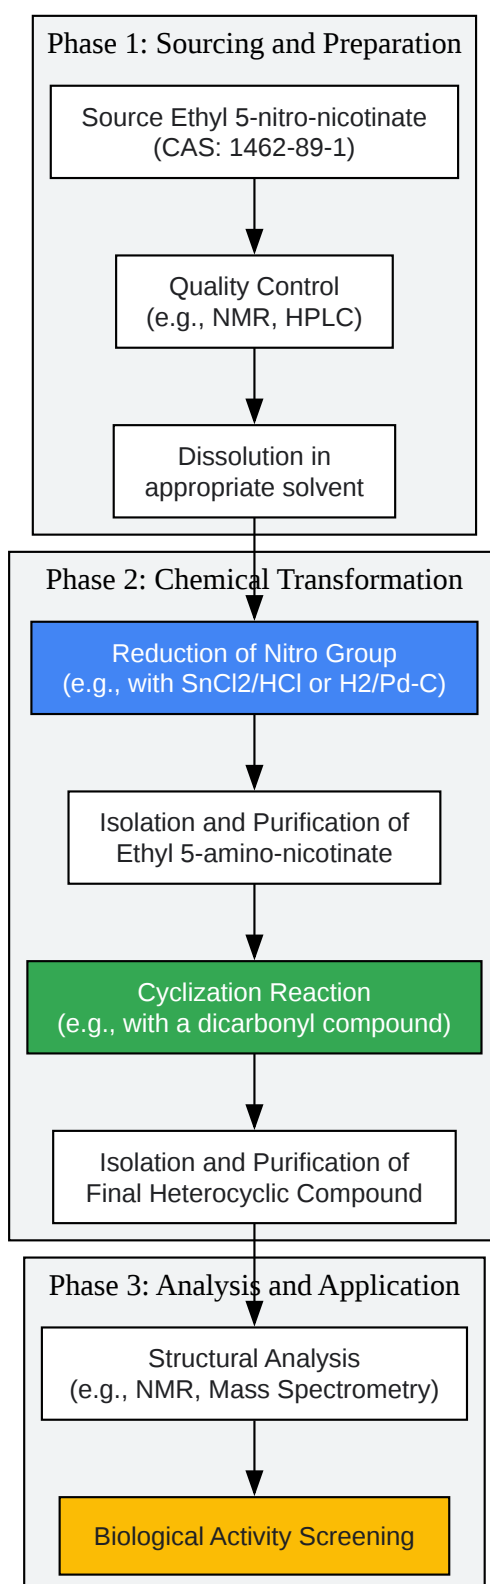 Phase 1: Sourcing and Preparation
Source Ethyl 5-nitro-nicotinate
(CAS: 1462-89-1)
Quality Control
(e.g., NMR, HPLC)
Dissolution in
appropriate solvent
Phase 2: Chemical Transformation
Reduction of Nitro Group
(e.g., with SnCl2/HCl or H2/Pd-C)
Isolation and Purification of
Ethyl 5-amino-nicotinate
Cyclization Reaction
(e.g., with a dicarbonyl compound)
Isolation and Purification of
Final Heterocyclic Compound
Phase 3: Analysis and Application
Structural Analysis
(e.g., NMR, Mass Spectrometry)
Biological Activity Screening